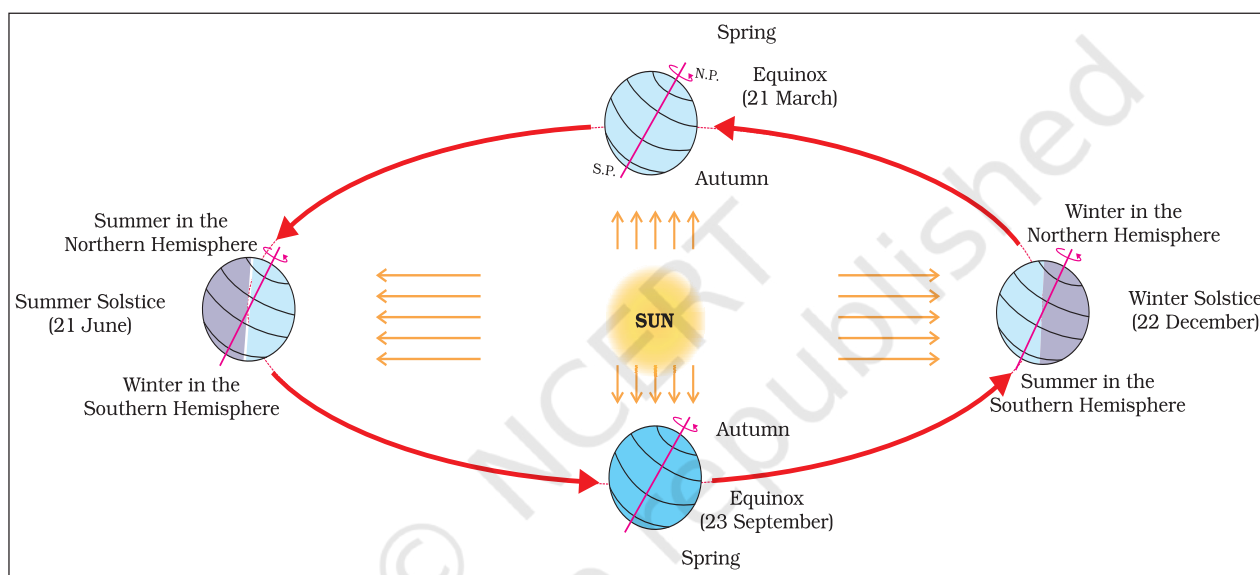 Spring
N.P.
Equinox
(21 March)
S.P.
Autumn
Summer in the
Northern Hemisphere
Summer Solstice
(21 June)
Winter in the
Southern Hemisphere
SUN
Winter in the
Northern Hemisphere
Winter Solstice
(22 December)
Summer in the
Southern Hemisphere
Autumn
Equinox
(23 September)
Spring
© NCERT
republished